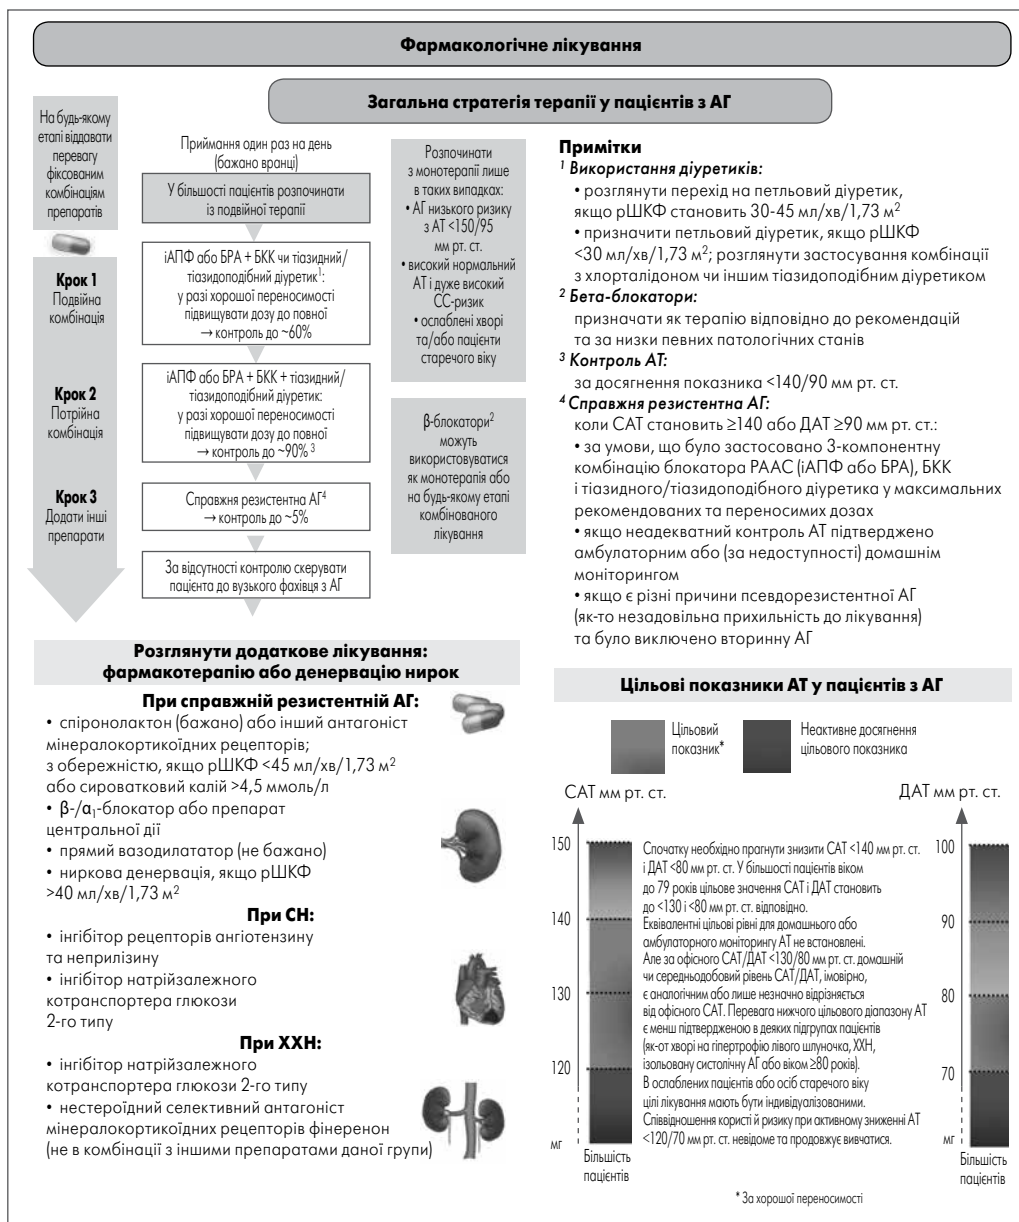 Фармакологічне лікування
Загальна стратегія терапії у пацієнтів з АГ
На будь-якому
етапі віддавати
перевагу
фіксованим
комбінаціям
препаратів
Крок 1
Подвійна
комбінація
Крок 2
Потрійна
комбінація
Крок 3
Додати інші
препарати
Приймання один раз на день
(бажано вранці)
У більшості пацієнтів розпочинати
із подвійної терапії
іАПФ або БРА + БКК чи тіазидний/
тіазидоподібний діуретик¹:
у разі хорошої переносимості
підвищувати дозу до повної
→ контроль до ~60%
іАПФ або БРА + БКК + тіазидний/
тіазидоподібний діуретик:
у разі хорошої переносимості
підвищувати дозу до повної
→ контроль до ~90% ³
Справжня резистентна АГ⁴
→ контроль до ~5%
За відсутності контролю скерувати
пацієнта до вузького фахівця з АГ
Розпочинати
з монотерапії лише
в таких випадках:
• АГ низького ризику
з АТ <150/95
мм рт. ст.
• високий нормальний
АТ і дуже високий
СС-ризик
• ослаблені хворі
та/або пацієнти
старечого віку
β-блокатори²
можуть
використовуватися
як монотерапія або
на будь-якому етапі
комбінованого
лікування
Примітки
¹ Використання діуретиків:
• розглянути перехід на петльовий діуретик,
якщо рШКФ становить 30-45 мл/хв/1,73 м²
• призначити петльовий діуретик, якщо рШКФ
<30 мл/хв/1,73 м²; розглянути застосування комбінації
з хлорталідоном чи іншим тіазидоподібним діуретиком
² Бета-блокатори:
призначати як терапію відповідно до рекомендацій
та за низки певних патологічних станів
³ Контроль АТ:
за досягнення показника <140/90 мм рт. ст.
⁴ Справжня резистентна АГ:
коли САТ становить ≥140 або ДАТ ≥90 мм рт. ст.:
• за умови, що було застосовано 3-компонентну
комбінацію блокатора РААС (іАПФ або БРА), БКК
і тіазидного/тіазидоподібного діуретика у максимальних
рекомендованих та переносимих дозах
• якщо неадекватний контроль АТ підтверджено
амбулаторним або (за недоступності) домашнім
моніторингом
• якщо є різні причини псевдорезистентної АГ
(як-то незадовільна прихильність до лікування)
та було виключено вторинну АГ
Розглянути додаткове лікування:
фармакотерапію або денервацію нирок
При справжній резистентній АГ:
• спіронолактон (бажано) або інший антагоніст
мінералокортикоїдних рецепторів;
з обережністю, якщо рШКФ <45 мл/хв/1,73 м²
або сироватковий калій >4,5 ммоль/л
• β-/α₁-блокатор або препарат
центральної дії
• прямий вазодилататор (не бажано)
• ниркова денервація, якщо рШКФ
>40 мл/хв/1,73 м²
При СН:
• інгібітор рецепторів ангіотензину
та неприлізину
• інгібітор натрійзалежного
котранспортера глюкози
2-го типу
При ХХН:
• інгібітор натрійзалежного
котранспортера глюкози 2-го типу
• нестероїдний селективний антагоніст
мінералокортикоїдних рецепторів фінеренон
(не в комбінації з іншими препаратами даної групи)
Цільові показники АТ у пацієнтів з АГ
Цільовий
показник*
Неактивне досягнення
цільового показника
САТ мм рт. ст.
150
140
130
120
мг
Більшість
пацієнтів
Спочатку необхідно прагнути знизити САТ <140 мм рт. ст.
і ДАТ <80 мм рт. ст. У більшості пацієнтів віком
до 79 років цільове значення САТ і ДАТ становить
до <130 і <80 мм рт. ст. відповідно.
Еквівалентні цільові рівні для домашнього або
амбулаторного моніторингу АТ не встановлені.
Але за офісного САТ/ДАТ <130/80 мм рт. ст. домашній
чи середньодобовий рівень САТ/ДАТ, імовірно,
є аналогічним або лише незначно відрізняється
від офісного САТ. Перевага нижчого цільового діапазону АТ
є менш підтвердженою в деяких підгрупах пацієнтів
(як-от хворі на гіпертрофію лівого шлуночка, ХХН,
ізольовану систолічну АГ або віком ≥80 років).
В ослаблених пацієнтів або осіб старечого віку
цілі лікування мають бути індивідуалізованими.
Співвідношення користі й ризику при активному зниженні АТ
<120/70 мм рт. ст. невідоме та продовжує вивчатися.
ДАТ мм рт. ст.
100
90
80
70
мг
Більшість
пацієнтів
* За хорошої переносимості